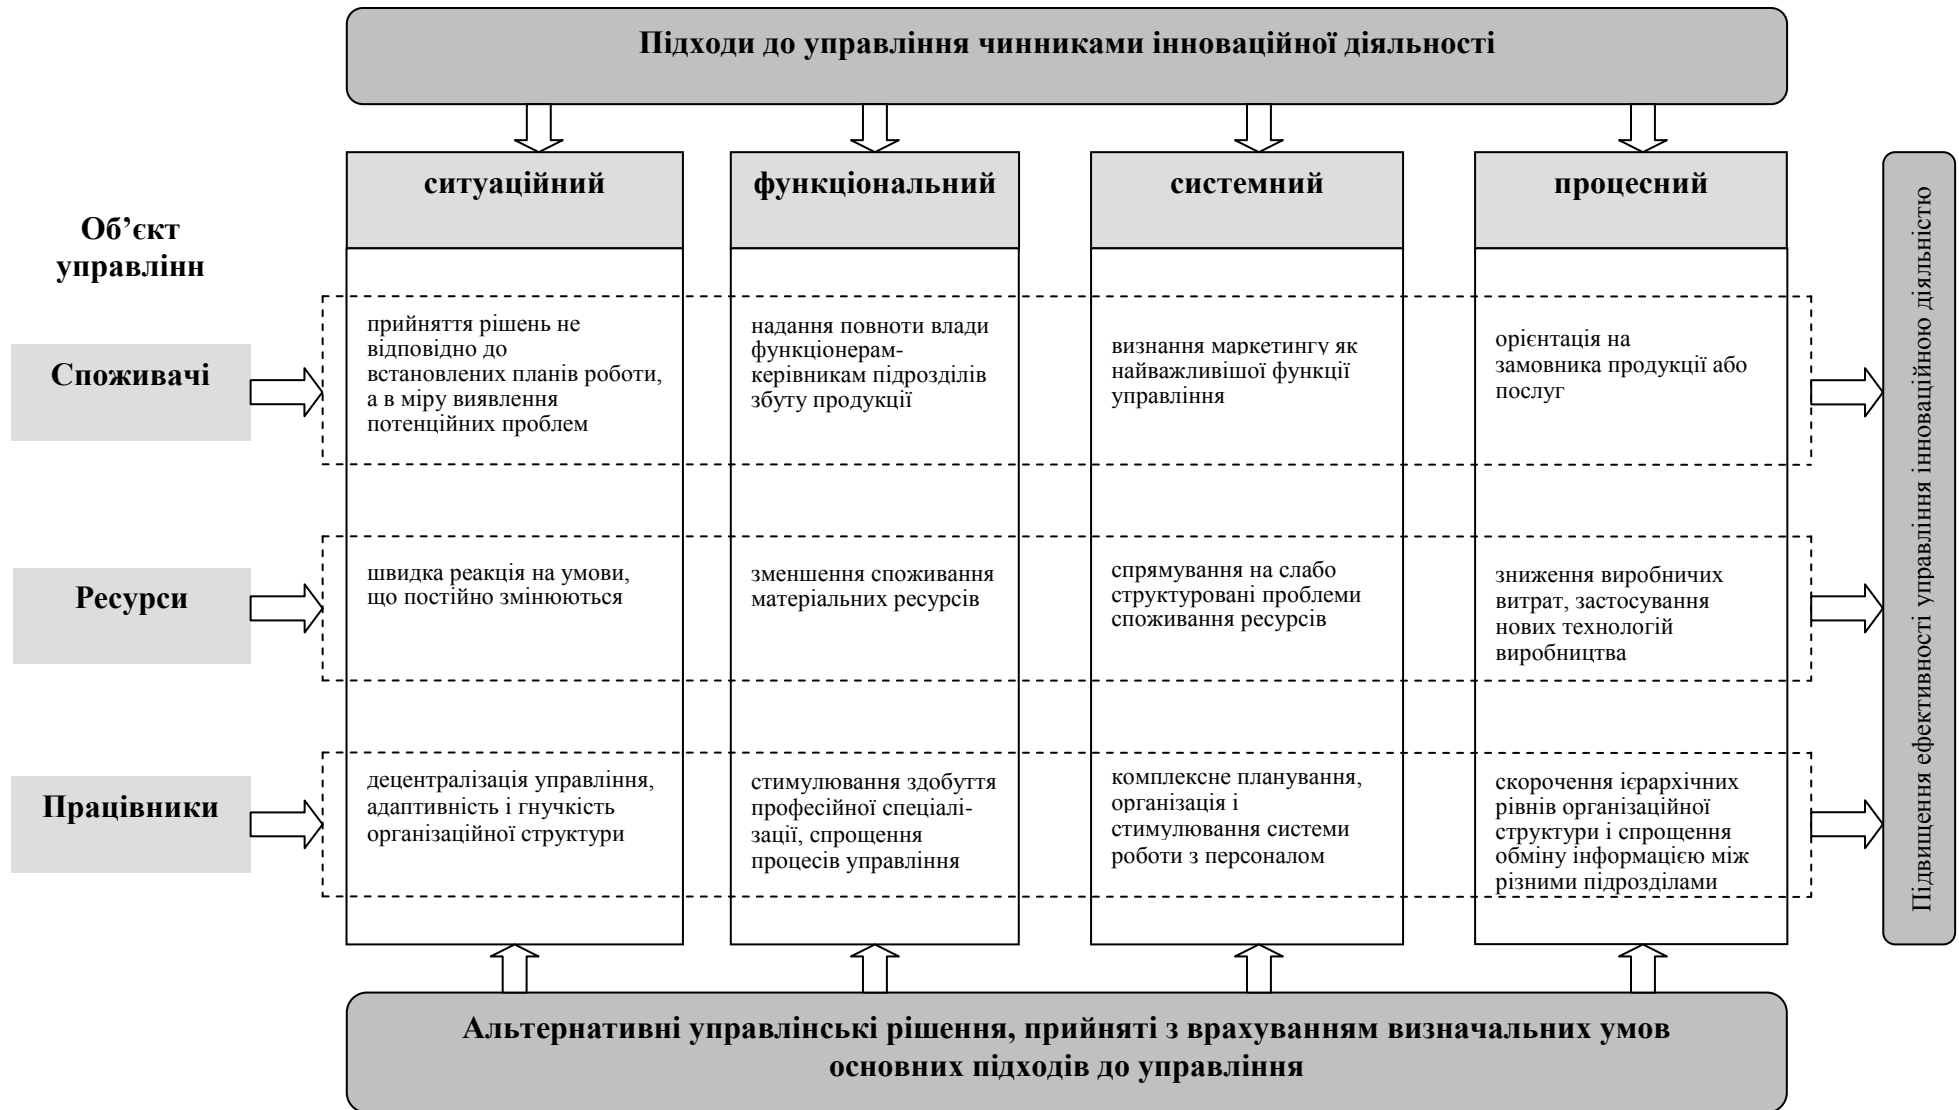 Підходи до управління чинниками інноваційної діяльності
ситуаційний
функціональний
системний
процесний
Об’єкт
управлінн
Споживачі
прийняття рішень не
відповідно до
встановлених планів роботи,
а в міру виявлення
потенційних проблем
надання повноти влади
функціонерам-
керівникам підрозділів
збуту продукції
визнання маркетингу як
найважливішої функції
управління
орієнтація на
замовника продукції або
послуг
Ресурси
швидка реакція на умови,
що постійно змінюються
зменшення споживання
матеріальних ресурсів
спрямування на слабо
структуровані проблеми
споживання ресурсів
зниження виробничих
витрат, застосування
нових технологій
виробництва
Працівники
децентралізація управління,
адаптивність і гнучкість
організаційної структури
стимулювання здобуття
професійної спеціалі-
зації, спрощення
процесів управління
комплексне планування,
організація і
стимулювання системи
роботи з персоналом
скорочення ієрархічних
рівнів організаційної
структури і спрощення
обміну інформацією між
різними підрозділами
Підвищення ефективності управління інноваційною діяльністю
Альтернативні управлінські рішення, прийняті з врахуванням визначальних умов
основних підходів до управління